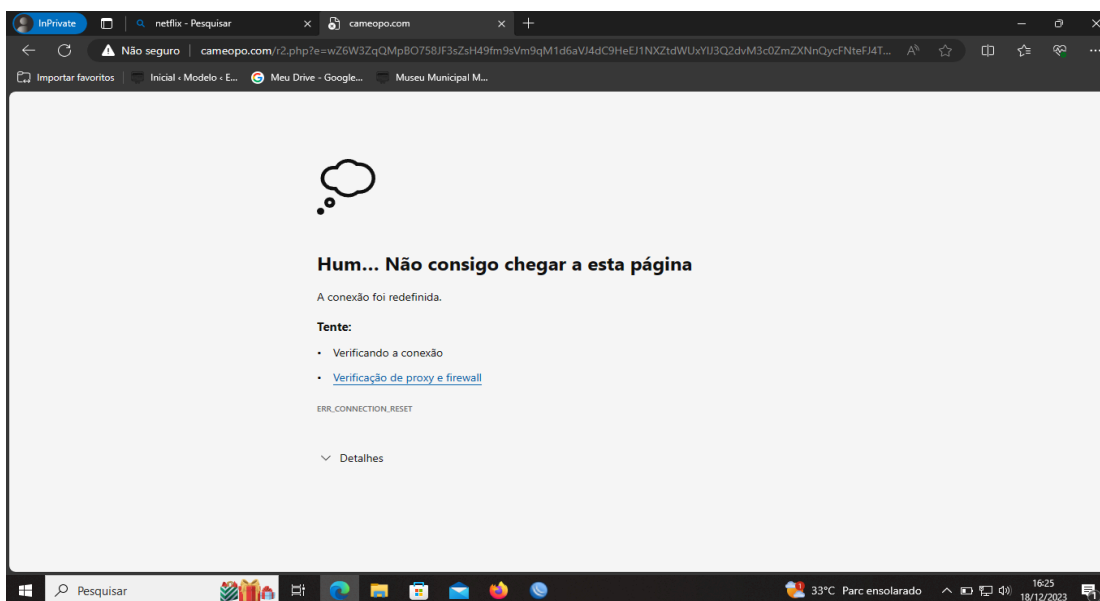 InPrivate
netflix - Pesquisar
cameopo.com
Não seguro
cameopo.com/r2.php?e=wZ6W3ZqQMpBO758JF3sZsH49fm9sVm9qM1d6aVJ4dC9HeEJ1NXZtdWUxYlJ3Q2dvM3c0ZmZXNnQycFNteFJ4T...
Importar favoritos
Inicial ‹ Modelo ‹ E...
Meu Drive - Google...
Museu Municipal M...
Hum... Não consigo chegar a esta página
A conexão foi redefinida.
Tente:
• Verificando a conexão
• Verificação de proxy e firewall
ERR_CONNECTION_RESET
Detalhes
Pesquisar
33°C Parc ensolarado
16:25
18/12/2023